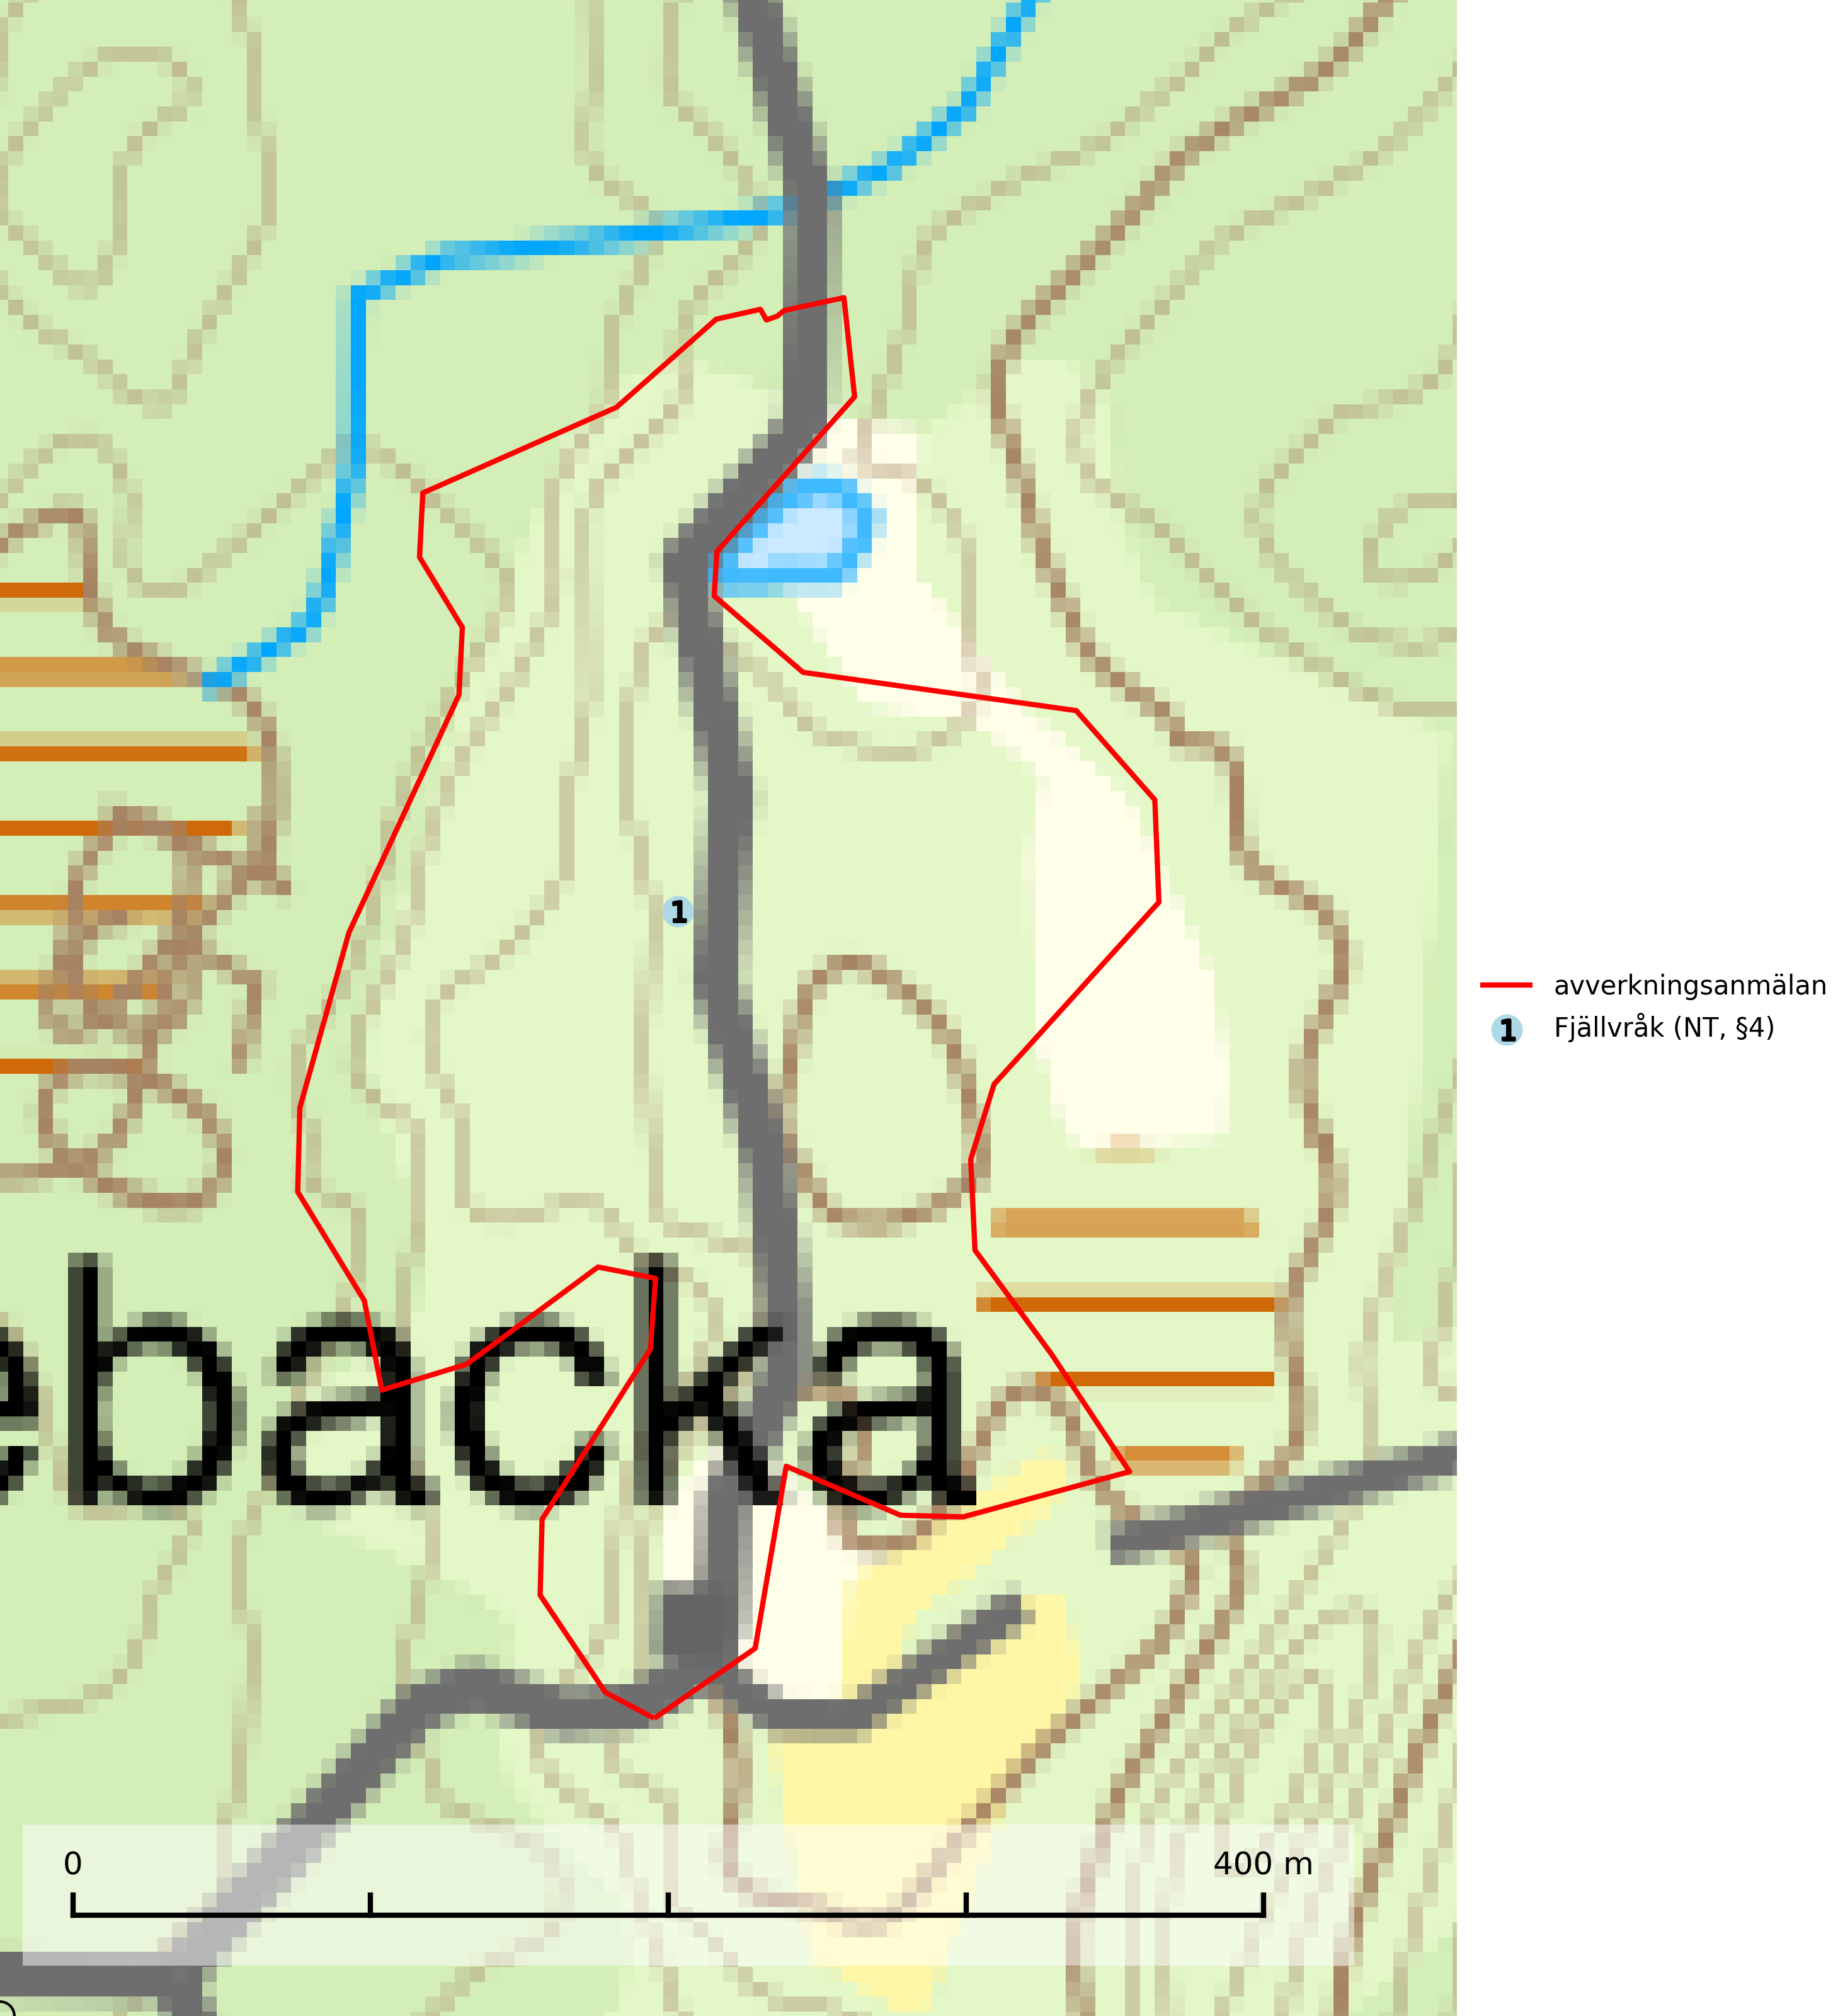 1
ebacka
0 400 m
avverkningsanmälan
1 Fjällvråk (NT, §4)